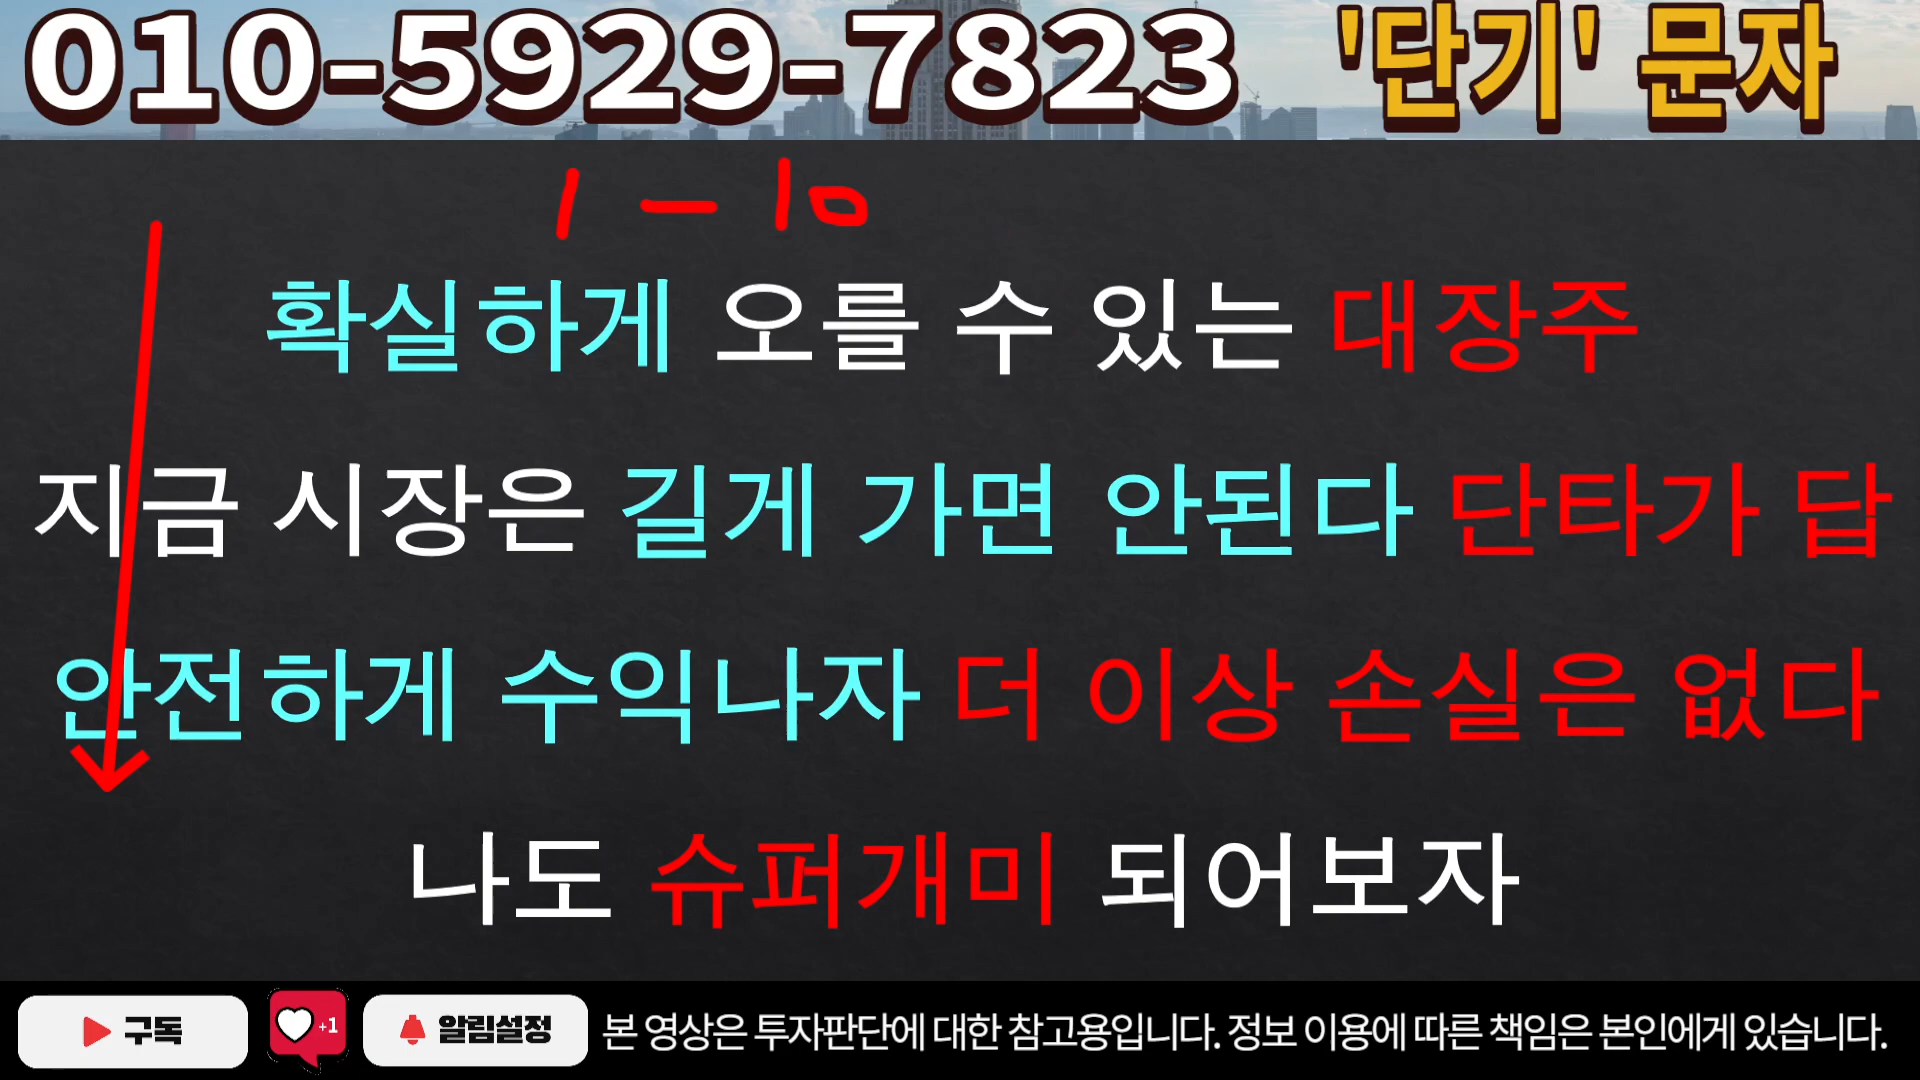 010-5929-7823 '단기' 문자
1 - 10
확실하게 오를 수 있는 대장주
지금 시장은 길게 가면 안된다 단타가 답
안전하게 수익나자 더 이상 손실은 없다
나도 슈퍼개미 되어보자
구독 +1 알림설정 본 영상은 투자판단에 대한 참고용입니다. 정보 이용에 따른 책임은 본인에게 있습니다.